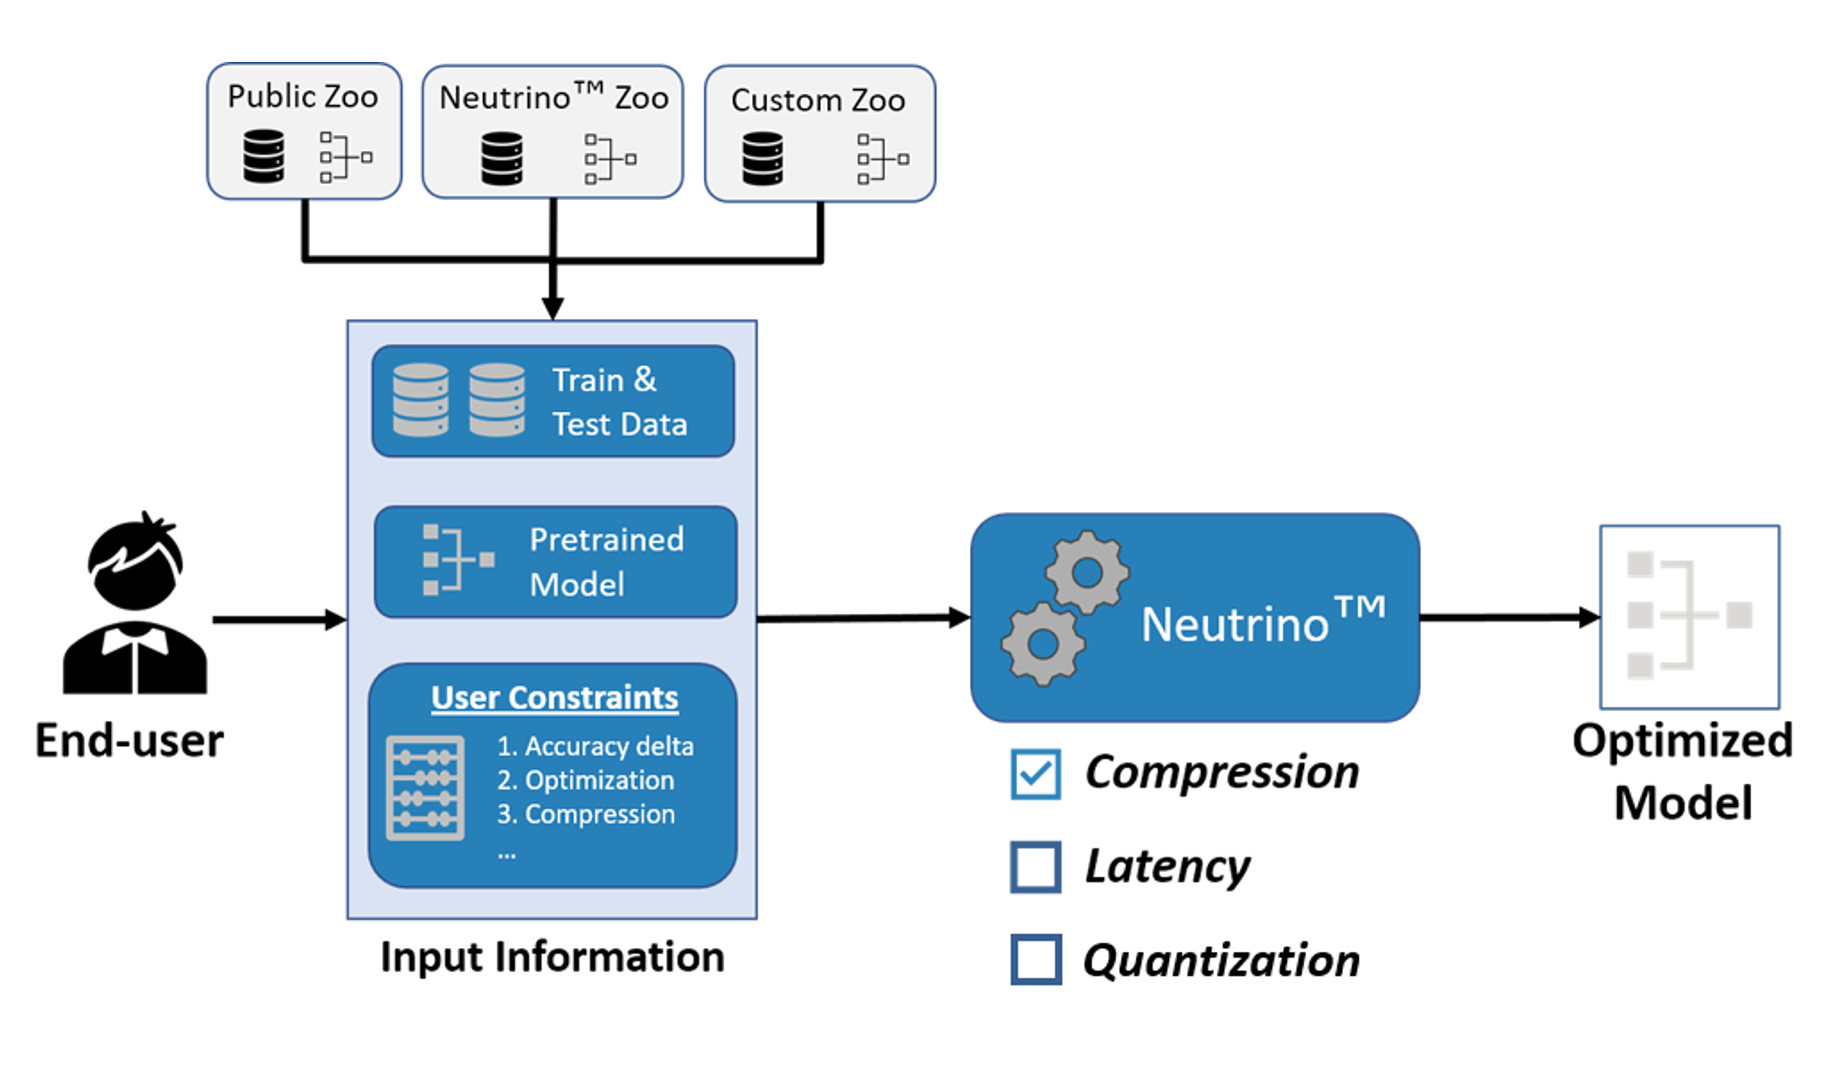 Public Zoo
Neutrino™ Zoo
Custom Zoo
Train &
Test Data
Pretrained
Model
User Constraints
1. Accuracy delta
2. Optimization
3. Compression
...
Input Information
End-user
Neutrino™
Compression
Latency
Quantization
Optimized
Model